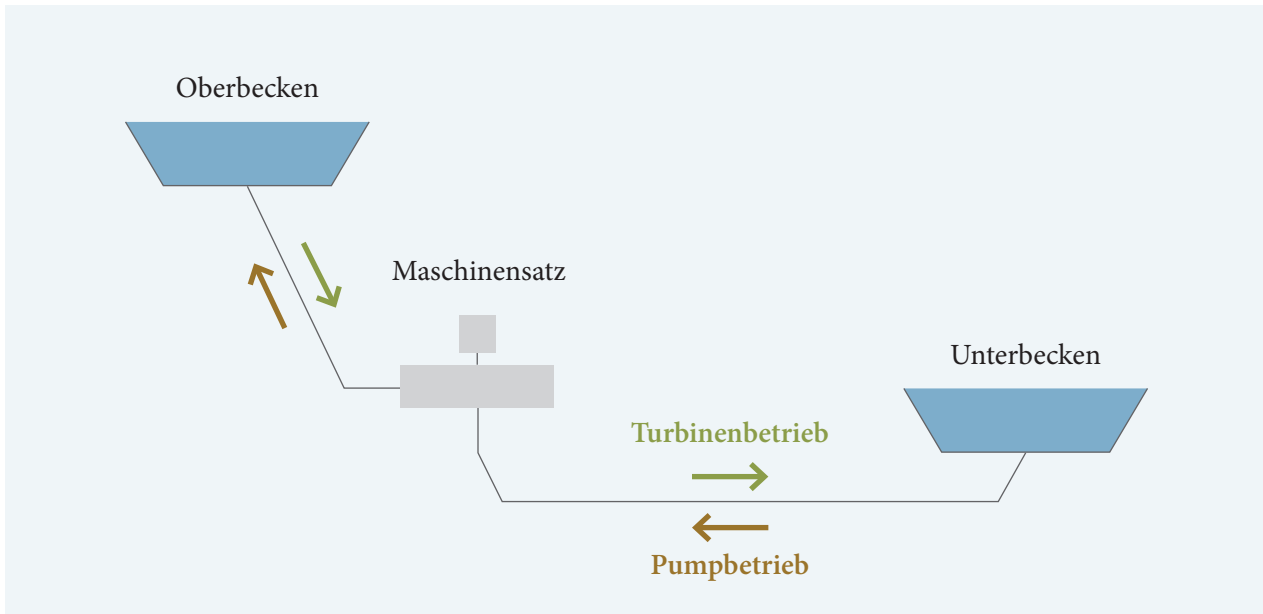 Oberbecken
Maschinensatz
Unterbecken
Turbinenbetrieb
Pumpbetrieb